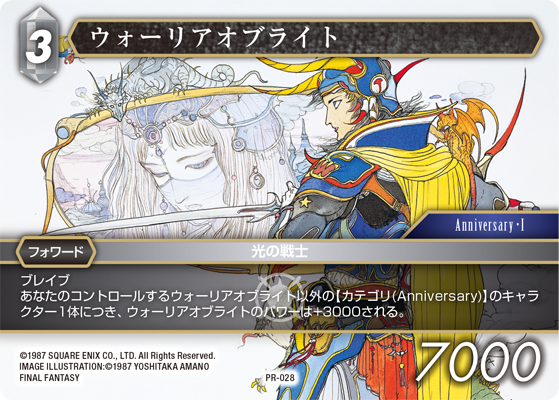 3
ウォーリアオブライト
Anniversary・I
フォワード
光の戦士
ブレイブ
あなたのコントロールするウォーリアオブライト以外の【カテゴリ(Anniversary)】のキャラ
クター1体につき、ウォーリアオブライトのパワーは+3000される。
©1987 SQUARE ENIX CO., LTD. All Rights Reserved.
IMAGE ILLUSTRATION:©1987 YOSHITAKA AMANO
FINAL FANTASY
PR-028
7000